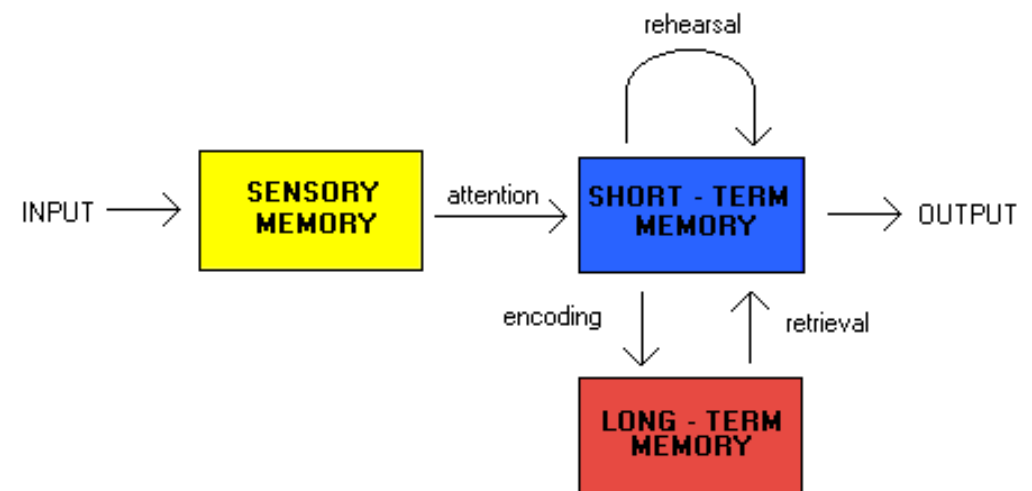 rehearsal
INPUT
SENSORY
MEMORY
attention
SHORT - TERM
MEMORY
OUTPUT
encoding
retrieval
LONG - TERM
MEMORY